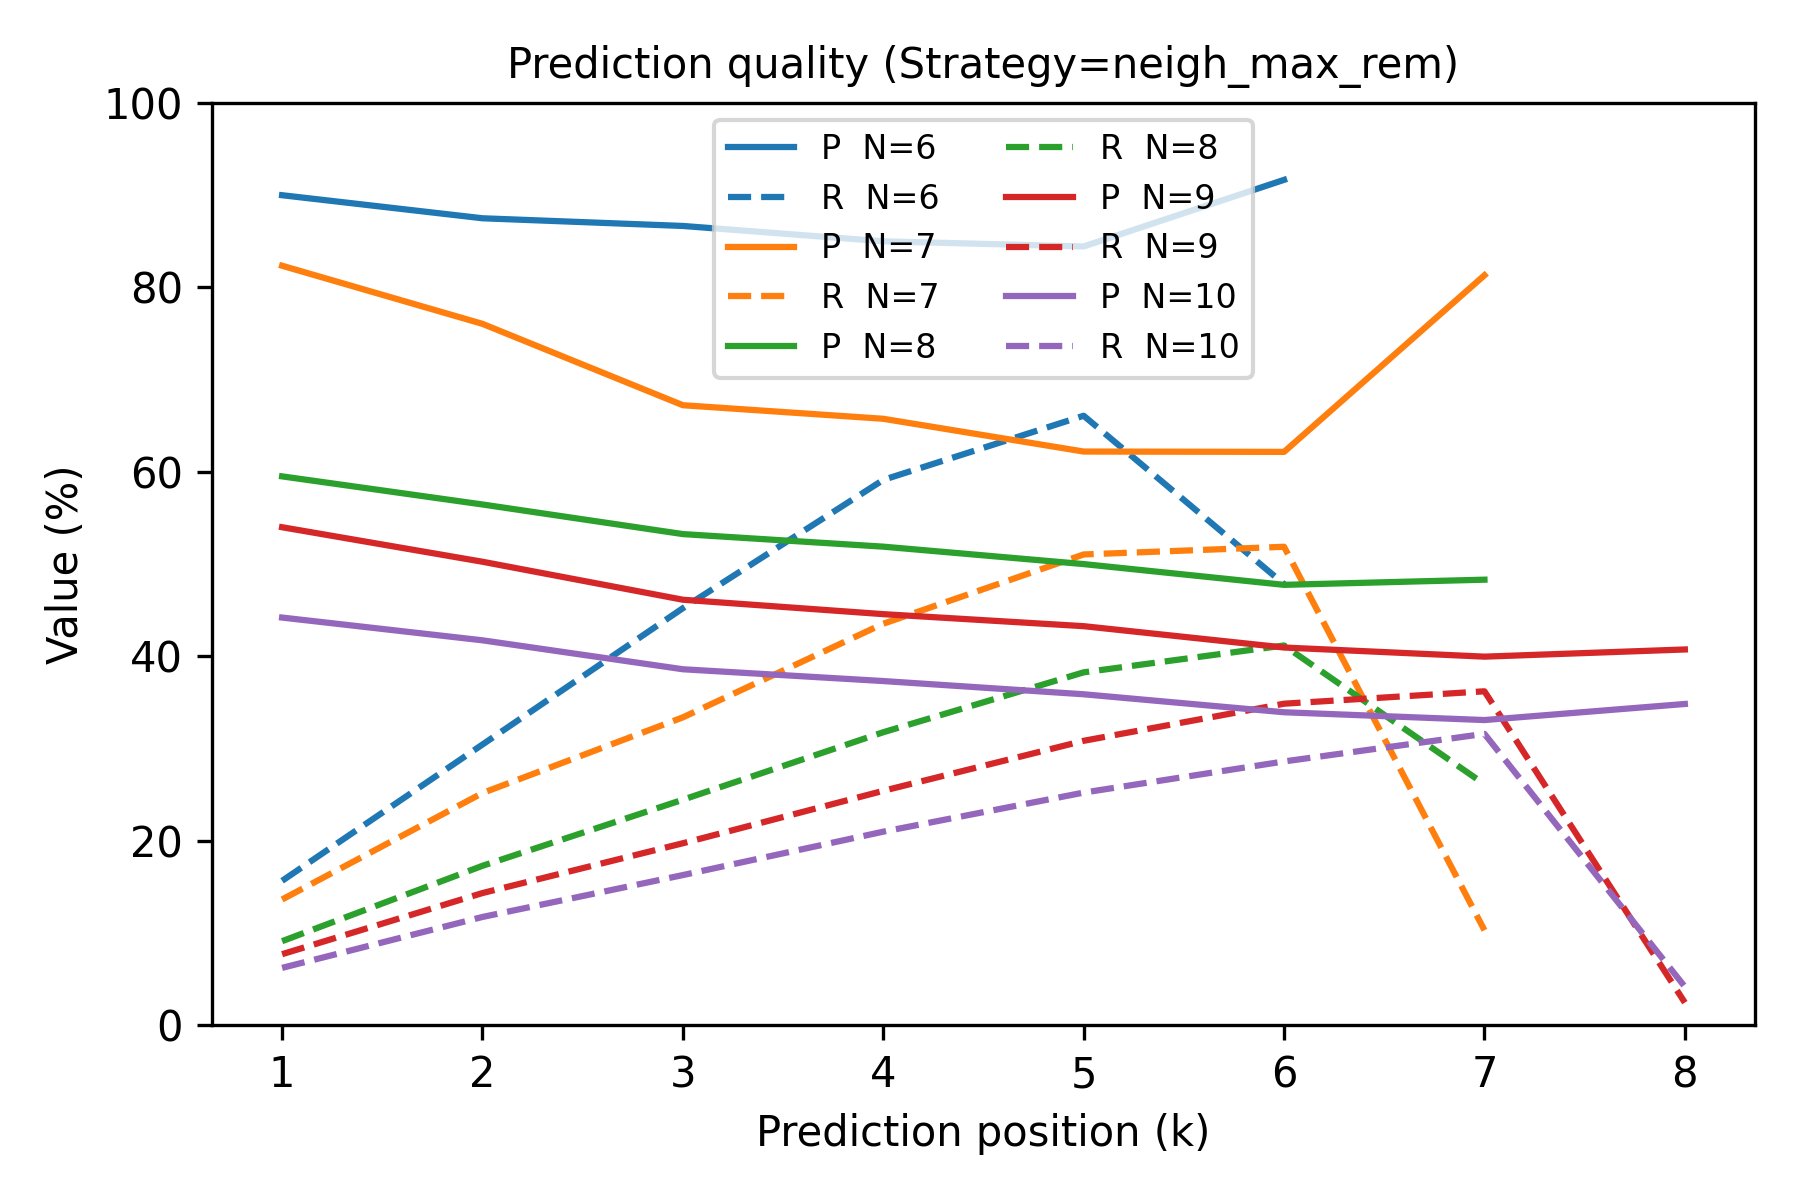 Prediction quality (Strategy=neigh_max_rem)
100
80
60
40
20
0
Value (%)
P N=6
R N=6
P N=7
R N=7
P N=8
R N=8
P N=9
R N=9
P N=10
R N=10
1 2 3 4 5 6 7 8
Prediction position (k)